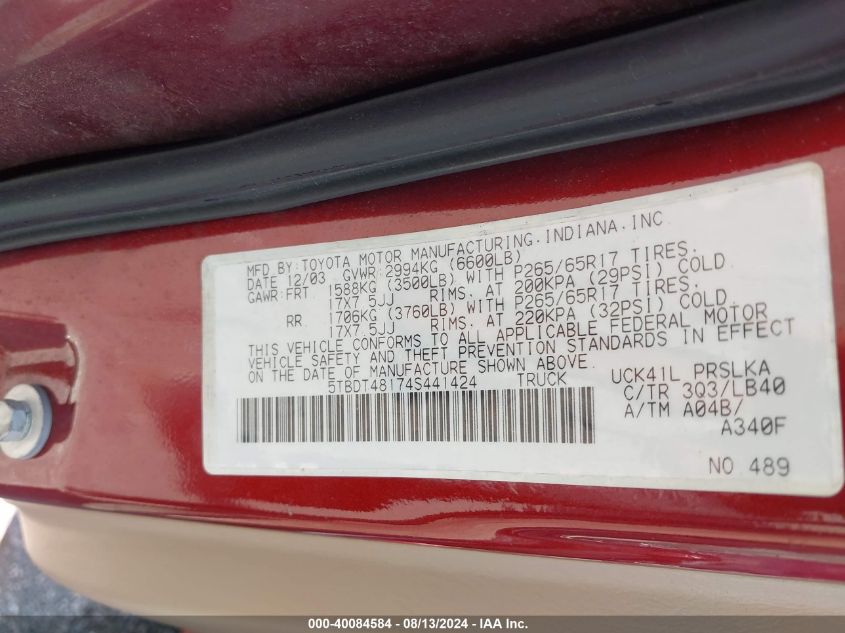 MFD BY: TOYOTA MOTOR MANUFACTURING, INDIANA, INC
DATE 12/03 GVWR:2994KG (6600LB)
GAWR:FRT 1588KG (3500LB) WITH P265/65R17 TIRES.
17X7.5JJ RIMS. AT 200KPA (29PSI) COLD
RR 1706KG (3760LB) WITH P265/65R17 TIRES.
17X7.5JJ RIMS. AT 220KPA (32PSI) COLD.
THIS VEHICLE CONFORMS TO ALL APPLICABLE FEDERAL MOTOR
VEHICLE SAFETY AND THEFT PREVENTION STANDARDS IN EFFECT
ON THE DATE OF MANUFACTURE SHOWN ABOVE.
5TBDT48174S441424 TRUCK
UCK41L PRSLKA
C/TR 3Q3/LB40
A/TM A04B/
A340F
NO 489
000-40084584 - 08/13/2024 - IAA Inc.